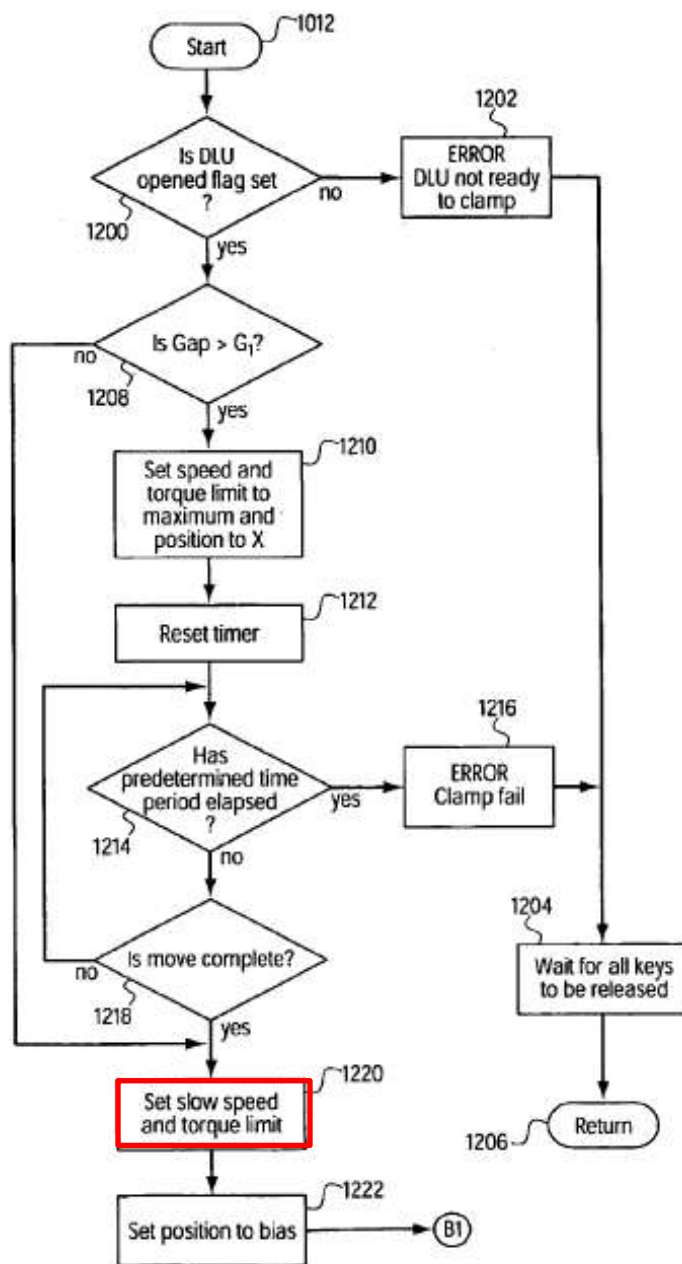 1012
Start
1202
Is DLU
opened flag set
?
no
ERROR
DLU not ready
to clamp
1200
yes
Is Gap > G1?
no
1208
yes
1210
Set speed and
torque limit to
maximum and
position to X
1212
Reset timer
1216
Has
predetermined time
period elapsed
?
yes
ERROR
Clamp fail
1214
no
1204
Is move complete?
no
Wait for all keys
to be released
1218
yes
1220
Set slow speed
and torque limit
Return
1206
1222
Set position to bias
B1